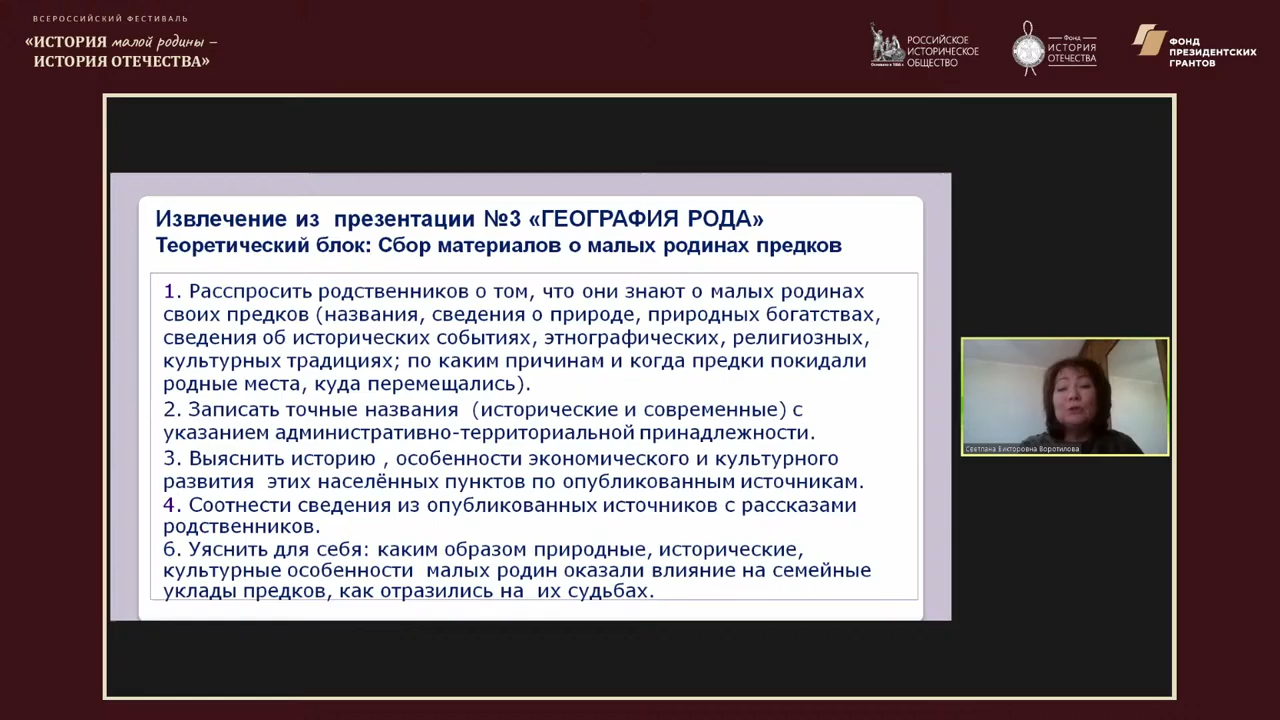 ВСЕРОССИЙСКИЙ ФЕСТИВАЛЬ
«ИСТОРИЯ малой родины –
ИСТОРИЯ ОТЕЧЕСТВА»
РОССИЙСКОЕ
ИСТОРИЧЕСКОЕ
ОБЩЕСТВО
Фонд
ИСТОРИЯ
ОТЕЧЕСТВА
ФОНД
ПРЕЗИДЕНТСКИХ
ГРАНТОВ
Извлечение из презентации №3 «ГЕОГРАФИЯ РОДА»
Теоретический блок: Сбор материалов о малых родинах предков
1. Расспросить родственников о том, что они знают о малых родинах
своих предков (названия, сведения о природе, природных богатствах,
сведения об исторических событиях, этнографических, религиозных,
культурных традициях; по каким причинам и когда предки покидали
родные места, куда перемещались).
2. Записать точные названия (исторические и современные) с
указанием административно-территориальной принадлежности.
3. Выяснить историю , особенности экономического и культурного
развития этих населённых пунктов по опубликованным источникам.
4. Соотнести сведения из опубликованных источников с рассказами
родственников.
6. Уяснить для себя: каким образом природные, исторические,
культурные особенности малых родин оказали влияние на семейные
уклады предков, как отразились на их судьбах.
Светлана Викторовна Воротилова